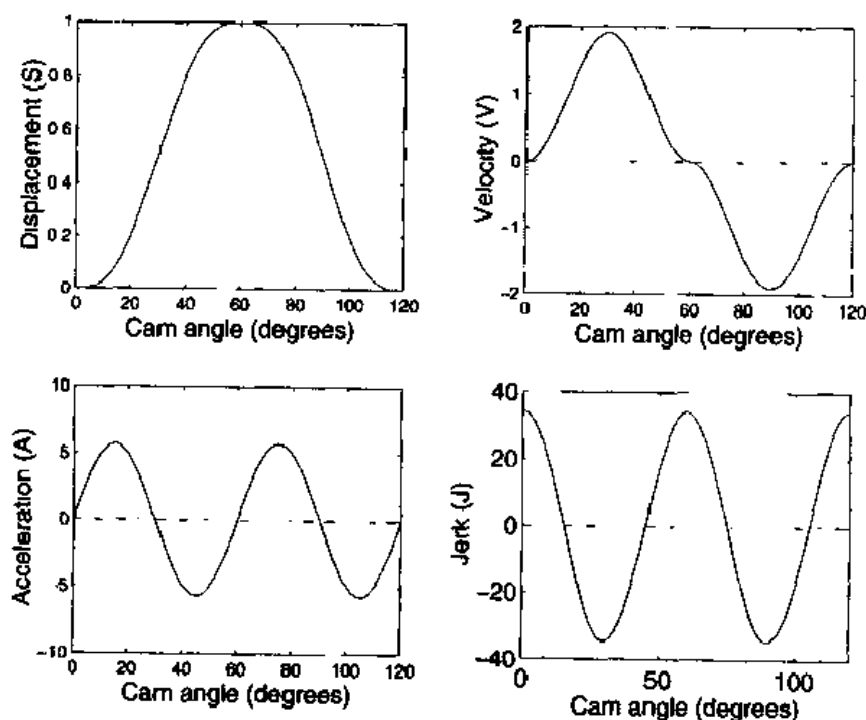 1
0 8
0 6
0 4
0 2
0
Displacement (S)
0 20 40 60 80 100 120
Cam angle (degrees)
2
1
0
-1
-2
Velocity (V)
0 20 40 60 80 100 120
Cam angle (degrees)
10
5
0
-5
-10
Acceleration (A)
0 20 40 60 80 100 120
Cam angle (degrees)
40
20
0
-20
-40
Jerk (J)
0 50 100
Cam angle (degrees)